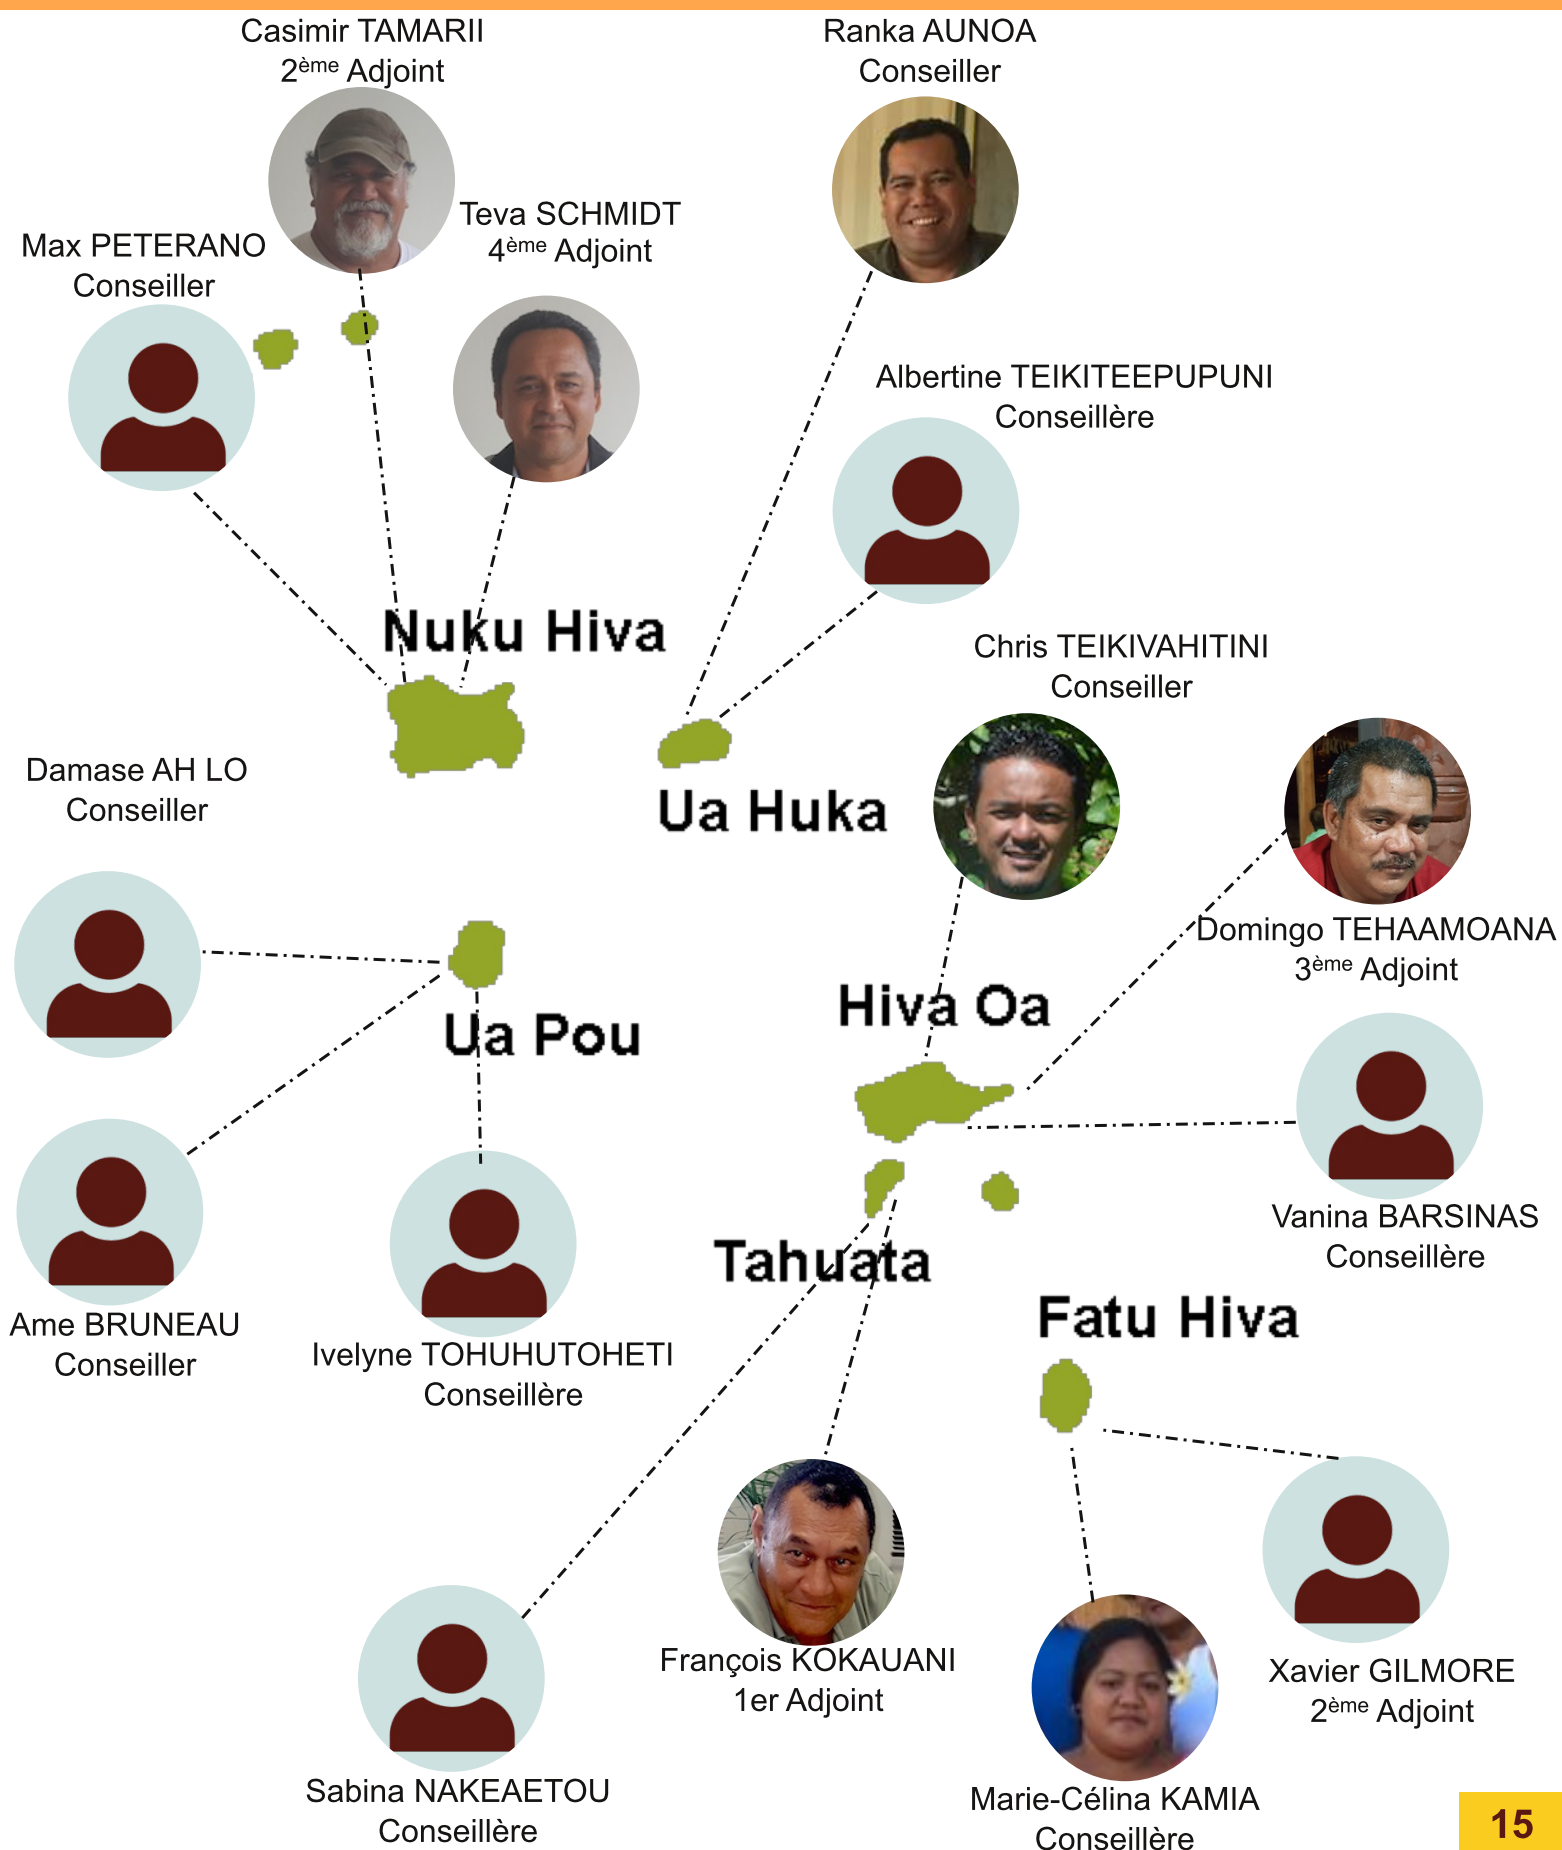 Casimir TAMARII
2ème Adjoint
Ranka AUNOA
Conseiller
Teva SCHMIDT
4ème Adjoint
Max PETERANO
Conseiller
Albertine TEIKITEEPUPUNI
Conseillère
Nuku Hiva
Chris TEIKIVAHITINI
Conseiller
Damase AH LO
Conseiller
Ua Huka
Domingo TEHAAMOANA
3ème Adjoint
Hiva Oa
Ua Pou
Vanina BARSINAS
Conseillère
Tahuata
Fatu Hiva
Ame BRUNEAU
Conseiller
Ivelyne TOHUHUTOHETI
Conseillère
François KOKAUANI
1er Adjoint
Xavier GILMORE
2ème Adjoint
Sabina NAKEAETOU
Conseillère
Marie-Célina KAMIA
Conseillère
15